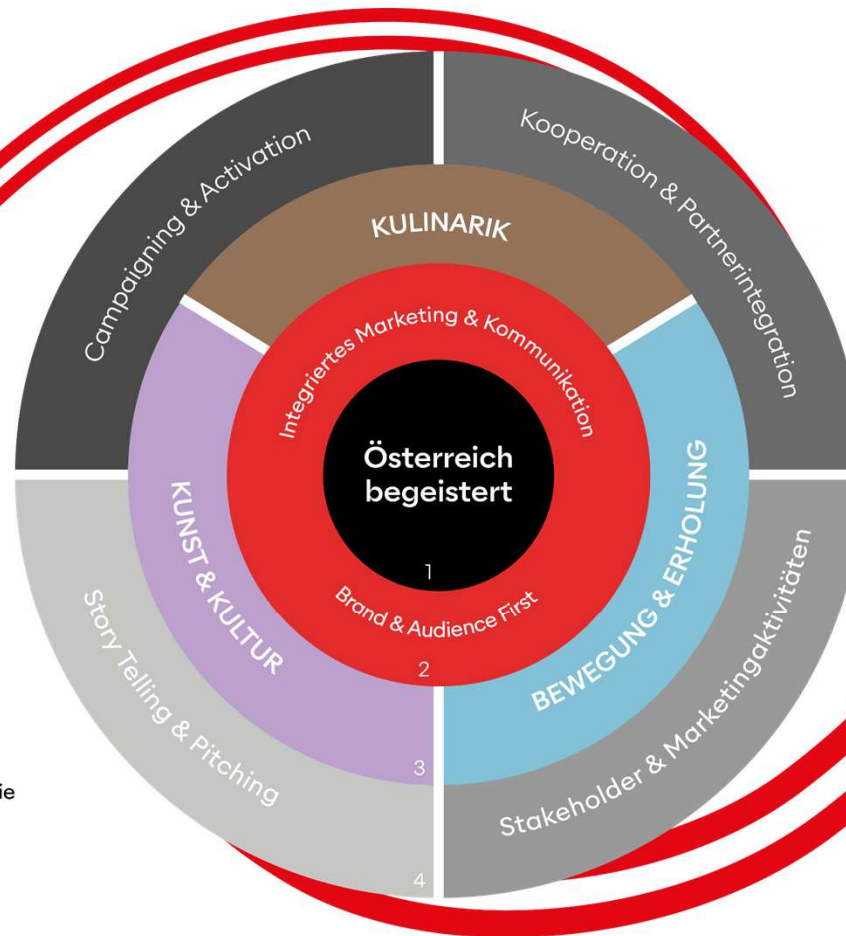 Campaigning & Activation
Kooperation & Partnerintegration
KULINARIK
Integriertes Marketing & Kommunikation
Österreich
begeistert
1
Brand & Audience First
2
KUNST & KULTUR
BEWEGUNG & ERHOLUNG
3
Story Telling & Pitching
Stakeholder & Marketingaktivitäten
4
ie